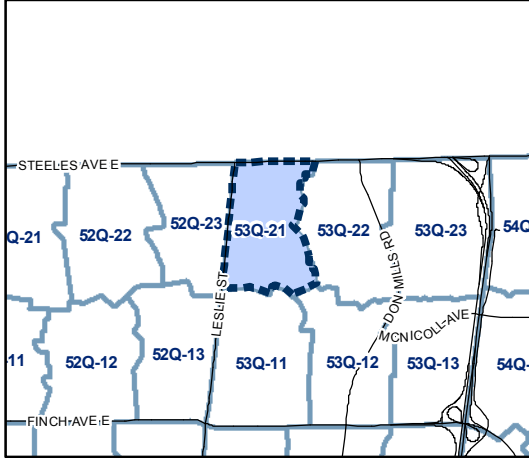 STEELES AVE E
52Q-23
Q-21
52Q-22
53Q-21
53Q-22
53Q-23
54Q
DON MILLS RD
LESLIE ST
MCNICOLL AVE
11
52Q-12
52Q-13
53Q-11
53Q-12
53Q-13
54Q-
FINCH AVE E